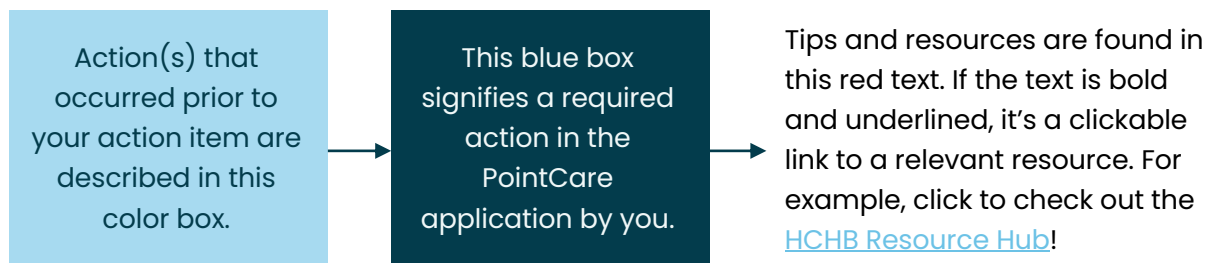 Action(s) that
occurred prior to
your action item are
described in this
color box.
This blue box
signifies a required
action in the
PointCare
application by you.
Tips and resources are found in
this red text. If the text is bold
and underlined, it's a clickable
link to a relevant resource. For
example, click to check out the
HCHB Resource Hub!